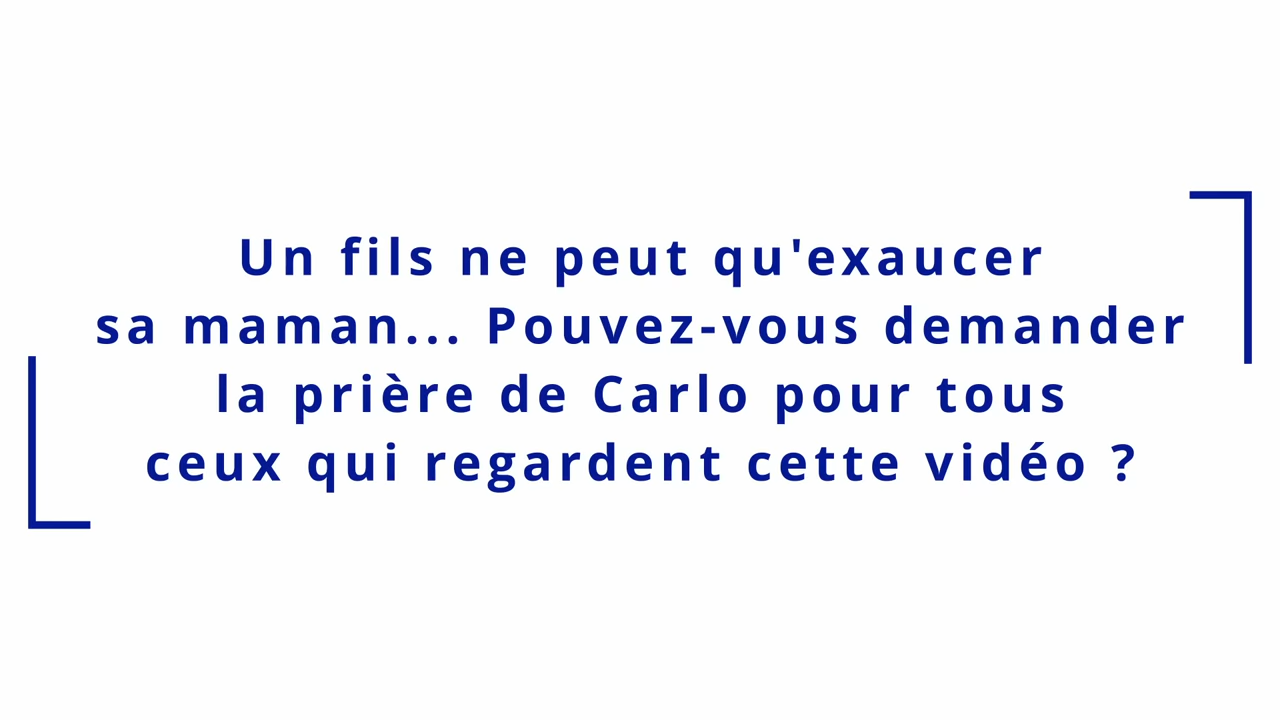 Un fils ne peut qu'exaucer
sa maman... Pouvez-vous demander
la prière de Carlo pour tous
ceux qui regardent cette vidéo ?